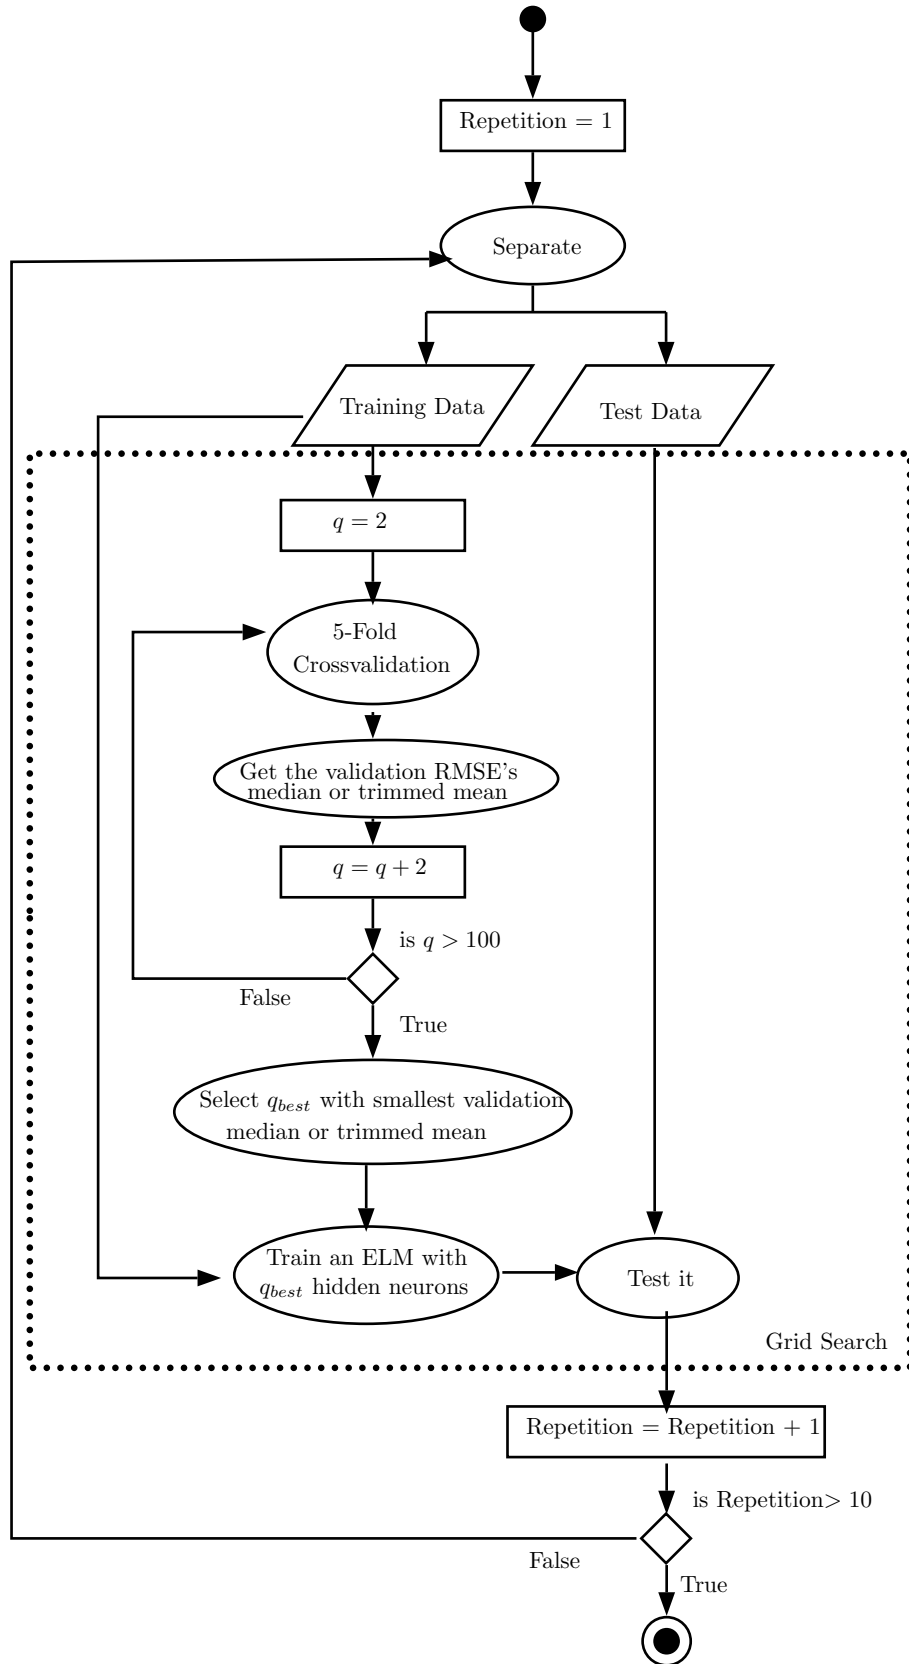 Repetition = 1
Separate
Training Data
Test Data
q = 2
5-Fold
Crossvalidation
Get the validation RMSE's
median or trimmed mean
q = q + 2
is q > 100
False
True
Select q_best with smallest validation
median or trimmed mean
Train an ELM with
q_best hidden neurons
Test it
Grid Search
Repetition = Repetition + 1
is Repetition> 10
False
True